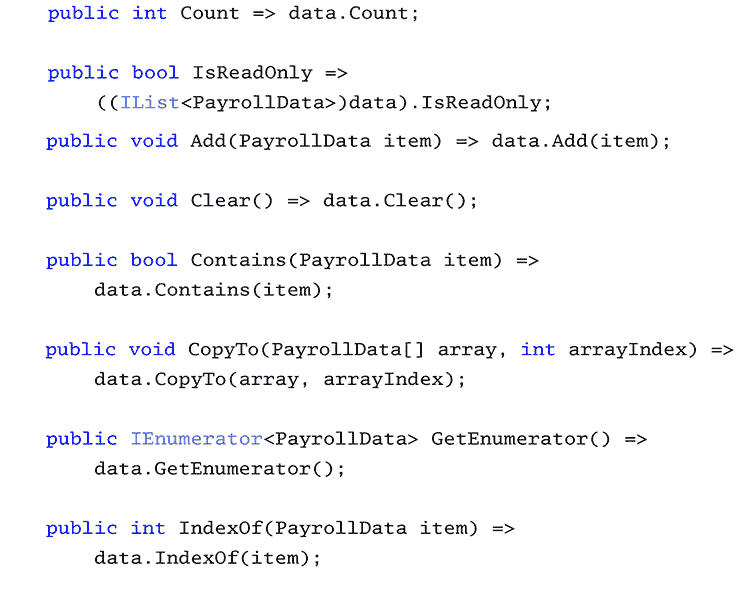 public int Count => data.Count;
public bool IsReadOnly =>
((IList<PayrollData>)data).IsReadOnly;
public void Add(PayrollData item) => data.Add(item);
public void Clear() => data.Clear();
public bool Contains(PayrollData item) =>
data.Contains(item);
public void CopyTo(PayrollData[] array, int arrayIndex) =>
data.CopyTo(array, arrayIndex);
public IEnumerator<PayrollData> GetEnumerator() =>
data.GetEnumerator();
public int IndexOf(PayrollData item) =>
data.IndexOf(item);